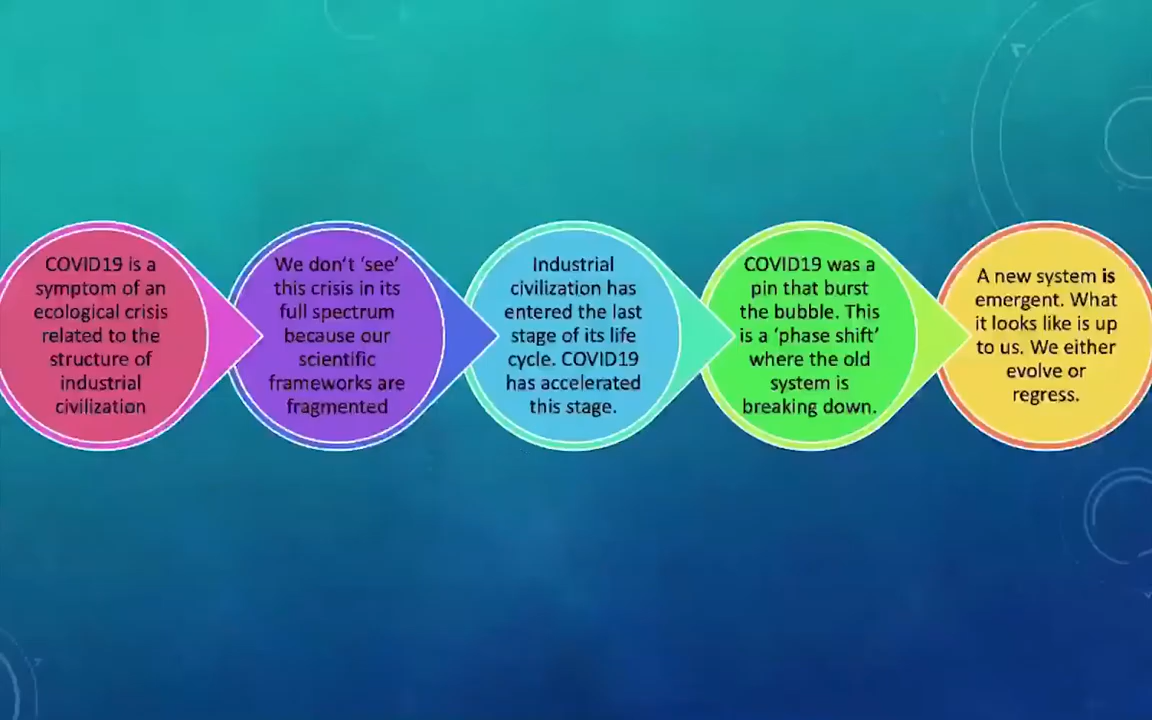 COVID19 is a
symptom of an
ecological crisis
related to the
structure of
industrial
civilization
We don't 'see'
this crisis in its
full spectrum
because our
scientific
frameworks are
fragmented
Industrial
civilization has
entered the last
stage of its life
cycle. COVID19
has accelerated
this stage.
COVID19 was a
pin that burst
the bubble. This
is a 'phase shift'
where the old
system is
breaking down.
A new system is
emergent. What
it looks like is up
to us. We either
evolve or
regress.